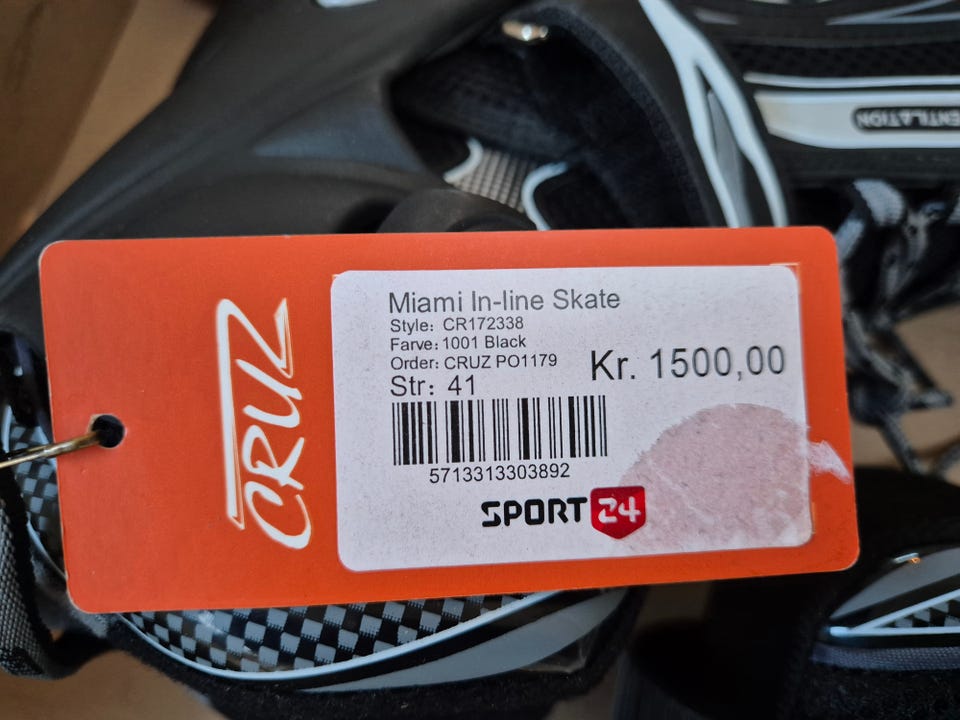 VENTILATION
CRUZ
Miami In-line Skate
Style: CR172338
Farve: 1001 Black
Order: CRUZ PO1179
Kr. 1500,00
Str: 41
5713313303892
SPORT 24